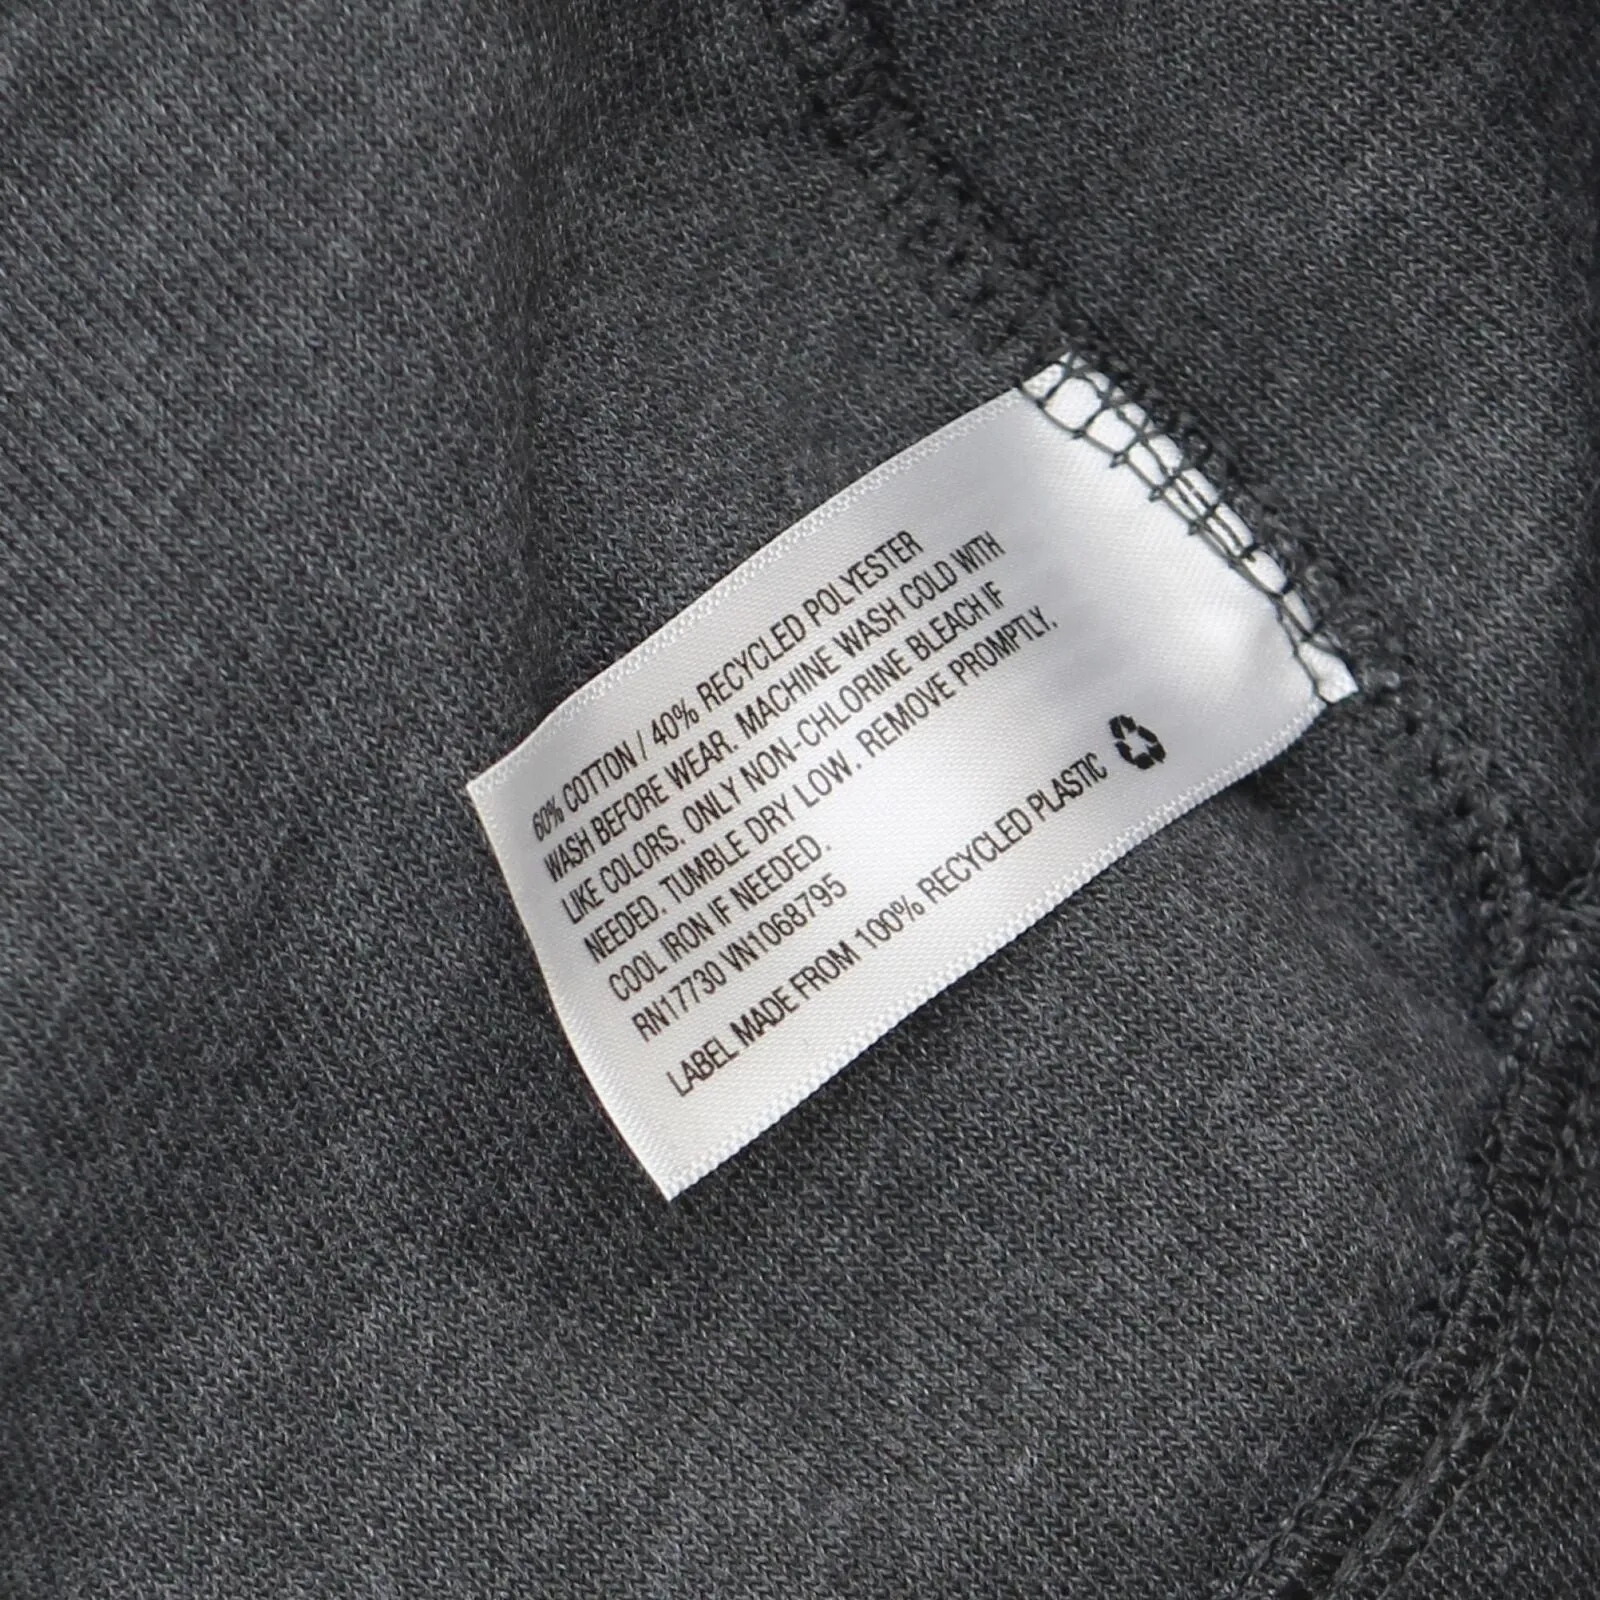 60% COTTON / 40% RECYCLED POLYESTER
WASH BEFORE WEAR. MACHINE WASH COLD WITH
LIKE COLORS. ONLY NON-CHLORINE BLEACH IF
NEEDED. TUMBLE DRY LOW. REMOVE PROMPTLY.
COOL IRON IF NEEDED.
RN17730 VN1068795
LABEL MADE FROM 100% RECYCLED PLASTIC